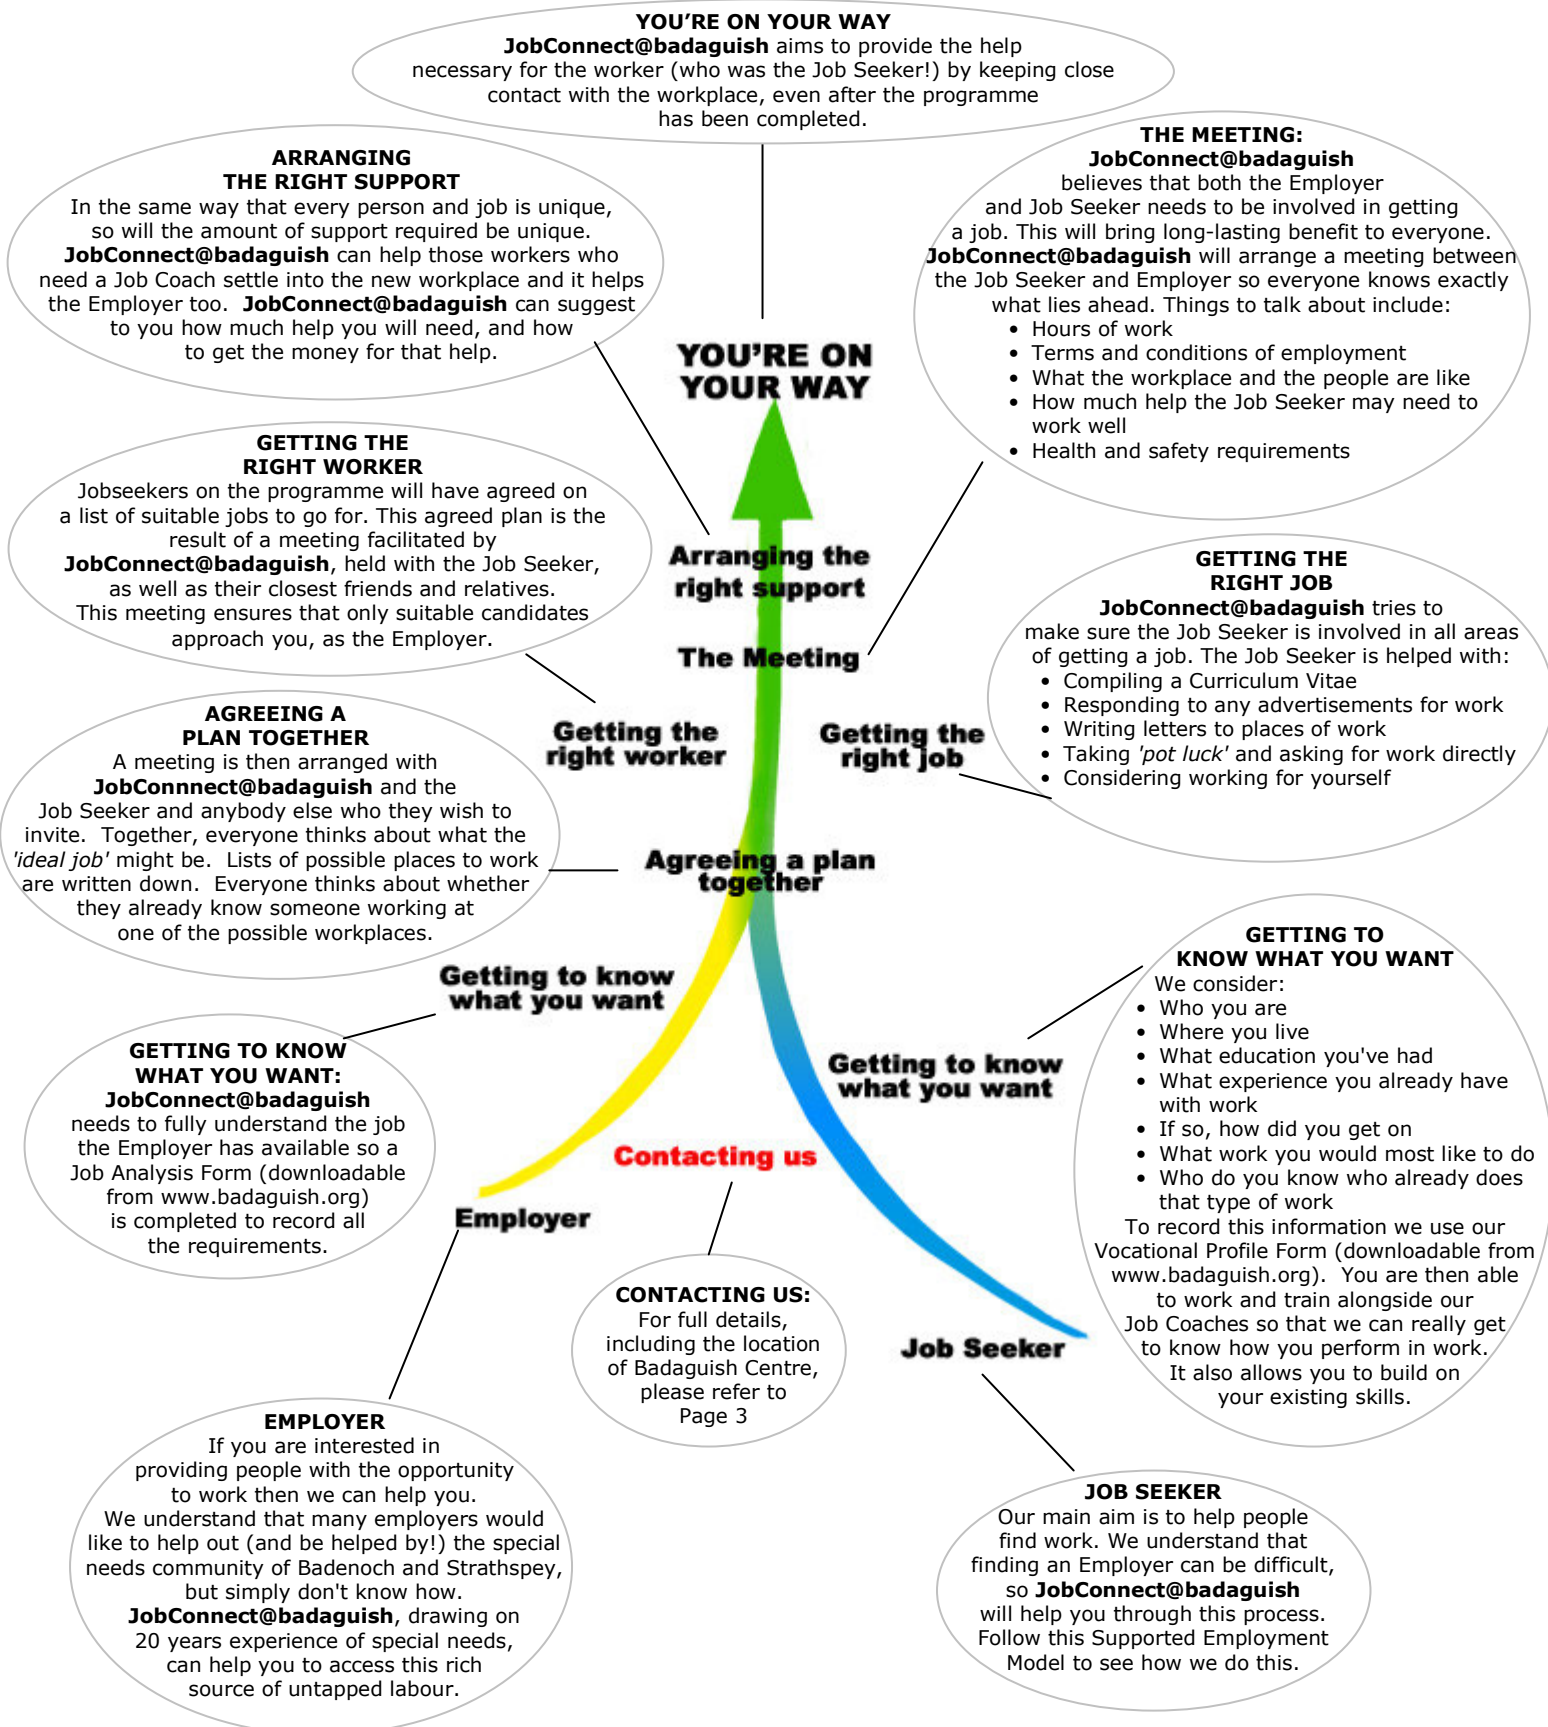 YOU'RE ON YOUR WAY
JobConnect@badaguish aims to provide the help
necessary for the worker (who was the Job Seeker!) by keeping close
contact with the workplace, even after the programme
has been completed.
ARRANGING
THE RIGHT SUPPORT
In the same way that every person and job is unique,
so will the amount of support required be unique.
JobConnect@badaguish can help those workers who
need a Job Coach settle into the new workplace and it helps
the Employer too. JobConnect@badaguish can suggest
to you how much help you will need, and how
to get the money for that help.
THE MEETING:
JobConnect@badaguish
believes that both the Employer
and Job Seeker needs to be involved in getting
a job. This will bring long-lasting benefit to everyone.
JobConnect@badaguish will arrange a meeting between
the Job Seeker and Employer so everyone knows exactly
what lies ahead. Things to talk about include:
• Hours of work
• Terms and conditions of employment
• What the workplace and the people are like
• How much help the Job Seeker may need to
work well
• Health and safety requirements
YOU'RE ON
YOUR WAY
GETTING THE
RIGHT WORKER
Jobseekers on the programme will have agreed on
a list of suitable jobs to go for. This agreed plan is the
result of a meeting facilitated by
JobConnect@badaguish, held with the Job Seeker,
as well as their closest friends and relatives.
This meeting ensures that only suitable candidates
approach you, as the Employer.
Arranging the
right support
The Meeting
GETTING THE
RIGHT JOB
JobConnect@badaguish tries to
make sure the Job Seeker is involved in all areas
of getting a job. The Job Seeker is helped with:
• Compiling a Curriculum Vitae
• Responding to any advertisements for work
• Writing letters to places of work
• Taking 'pot luck' and asking for work directly
• Considering working for yourself
Getting the
right worker
Getting the
right job
AGREEING A
PLAN TOGETHER
A meeting is then arranged with
JobConnnect@badaguish and the
Job Seeker and anybody else who they wish to
invite. Together, everyone thinks about what the
'ideal job' might be. Lists of possible places to work
are written down. Everyone thinks about whether
they already know someone working at
one of the possible workplaces.
Agreeing a plan
together
Getting to know
what you want
GETTING TO KNOW
WHAT YOU WANT:
JobConnect@badaguish
needs to fully understand the job
the Employer has available so a
Job Analysis Form (downloadable
from www.badaguish.org)
is completed to record all
the requirements.
Getting to know
what you want
GETTING TO
KNOW WHAT YOU WANT
We consider:
• Who you are
• Where you live
• What education you've had
• What experience you already have
with work
• If so, how did you get on
• What work you would most like to do
• Who do you know who already does
that type of work
To record this information we use our
Vocational Profile Form (downloadable from
www.badaguish.org). You are then able
to work and train alongside our
Job Coaches so that we can really get
to know how you perform in work.
It also allows you to build on
your existing skills.
Contacting us
Employer
CONTACTING US:
For full details,
including the location
of Badaguish Centre,
please refer to
Page 3
Job Seeker
EMPLOYER
If you are interested in
providing people with the opportunity
to work then we can help you.
We understand that many employers would
like to help out (and be helped by!) the special
needs community of Badenoch and Strathspey,
but simply don't know how.
JobConnect@badaguish, drawing on
20 years experience of special needs,
can help you to access this rich
source of untapped labour.
JOB SEEKER
Our main aim is to help people
find work. We understand that
finding an Employer can be difficult,
so JobConnect@badaguish
will help you through this process.
Follow this Supported Employment
Model to see how we do this.